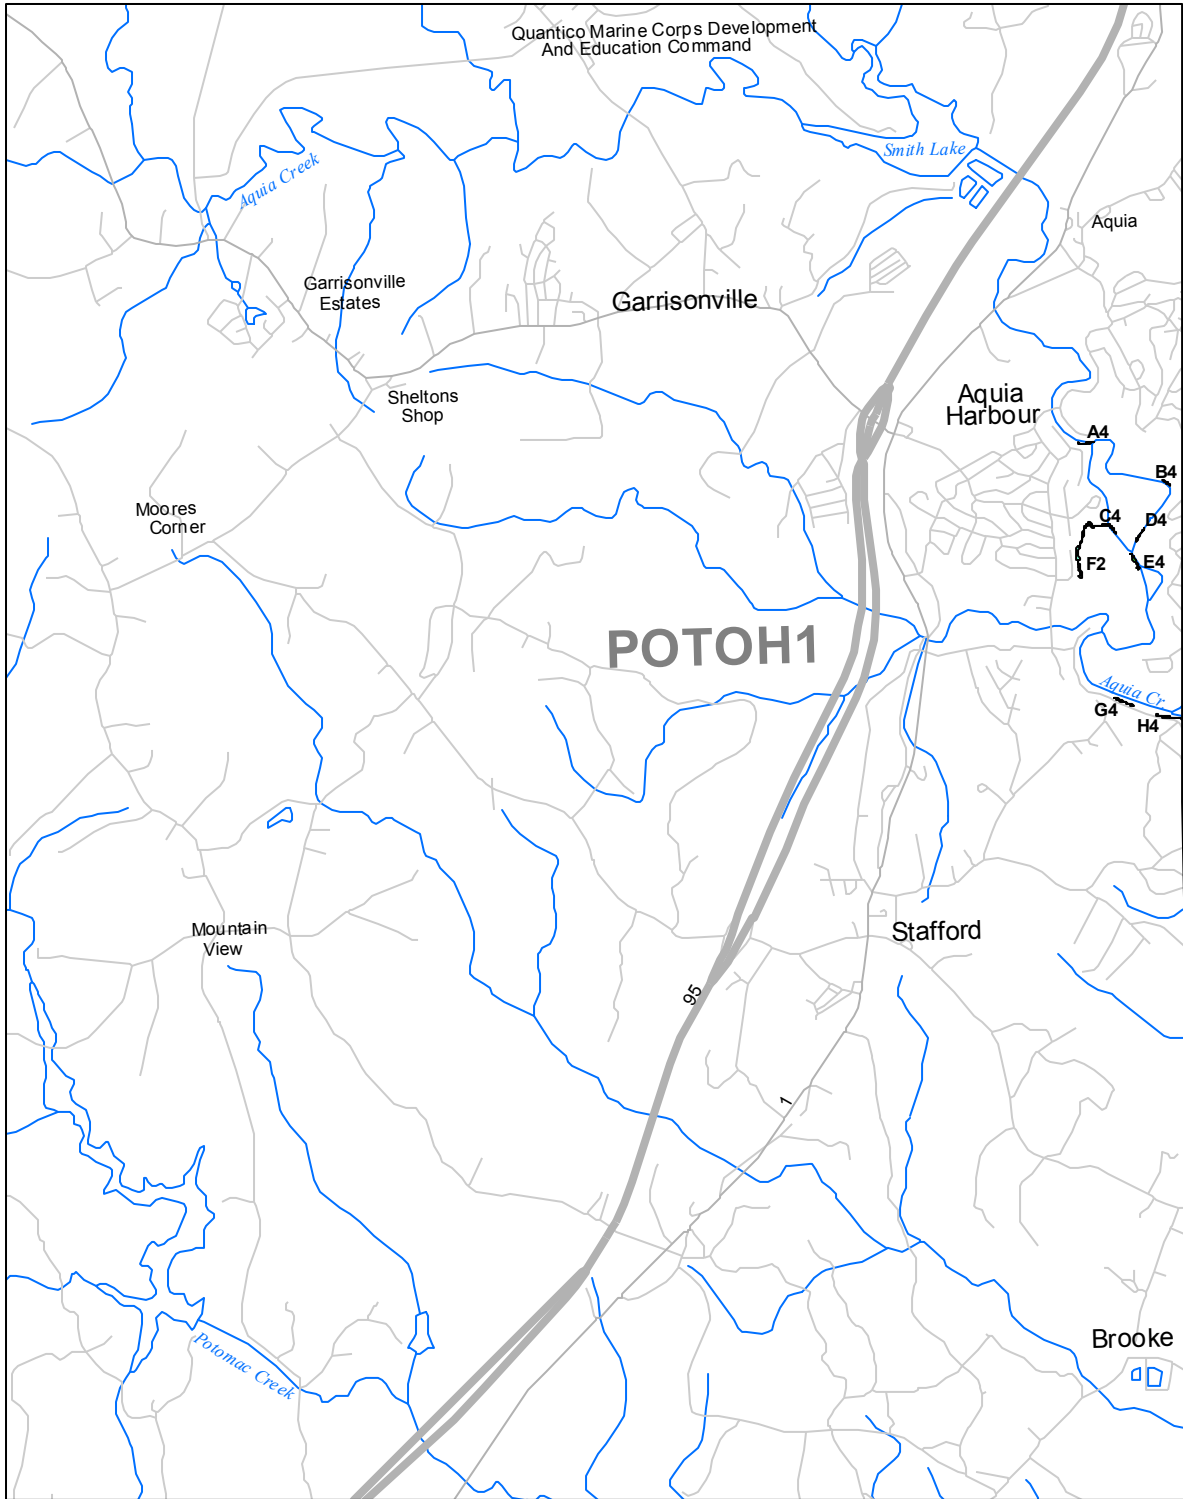 Quantico Marine Corps Development
And Education Command
Smith Lake
Aquia Creek
Aquia
Garrisonville
Estates
Garrisonville
Sheltons
Shop
Aquia
Harbour
A4
B4
Moores
Corner
C4
D4
F2
E4
POTOH1
Aquia Cr.
G4
H4
Mountain
View
Stafford
95
1
Brooke
Potomac Creek